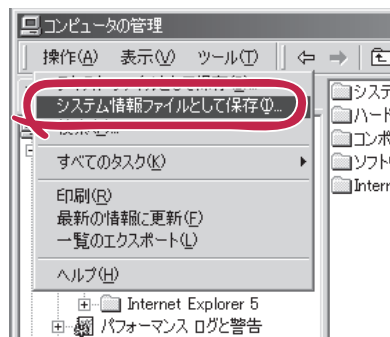 コンピュータの管理
操作(A) 表示(V) ツール(T)
システム情報ファイルとして保存(I)...
すべてのタスク(K)
印刷(R)
最新の情報に更新(F)
一覧のエクスポート(L)
ヘルプ(H)
システ
ハード
コンポ
ソフト
Intern
Internet Explorer 5
パフォーマンス ログと警告